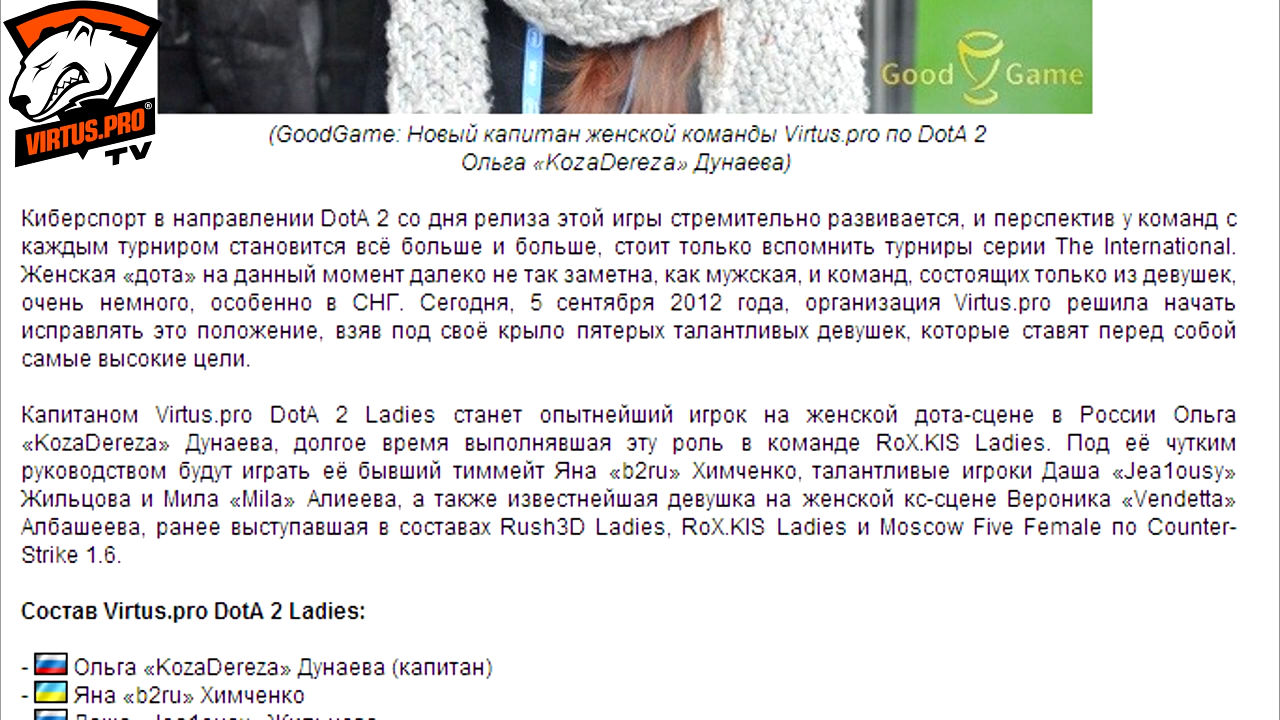 VIRTUS.PRO®
TV
Good Game
(GoodGame: Новый капитан женской команды Virtus.pro по DotA 2
Ольга «KozaDereza» Дунаева)
Киберспорт в направлении DotA 2 со дня релиза этой игры стремительно развивается, и перспектив у команд с
каждым турниром становится всё больше и больше, стоит только вспомнить турниры серии The International.
Женская «дота» на данный момент далеко не так заметна, как мужская, и команд, состоящих только из девушек,
очень немного, особенно в СНГ. Сегодня, 5 сентября 2012 года, организация Virtus.pro решила начать
исправлять это положение, взяв под своё крыло пятерых талантливых девушек, которые ставят перед собой
самые высокие цели.
Капитаном Virtus.pro DotA 2 Ladies станет опытнейший игрок на женской дота-сцене в России Ольга
«KozaDereza» Дунаева, долгое время выполнявшая эту роль в команде RoX.KIS Ladies. Под её чутким
руководством будут играть её бывший тиммейт Яна «b2ru» Химченко, талантливые игроки Даша «Jea1ousy»
Жильцова и Мила «Mila» Алиеева, а также известнейшая девушка на женской кс-сцене Вероника «Vendetta»
Албашеева, ранее выступавшая в составах Rush3D Ladies, RoX.KIS Ladies и Moscow Five Female по Counter-
Strike 1.6.
Состав Virtus.pro DotA 2 Ladies:
- Ольга «KozaDereza» Дунаева (капитан)
- Яна «b2ru» Химченко
- Даша «Jea1ousy» Жильцова